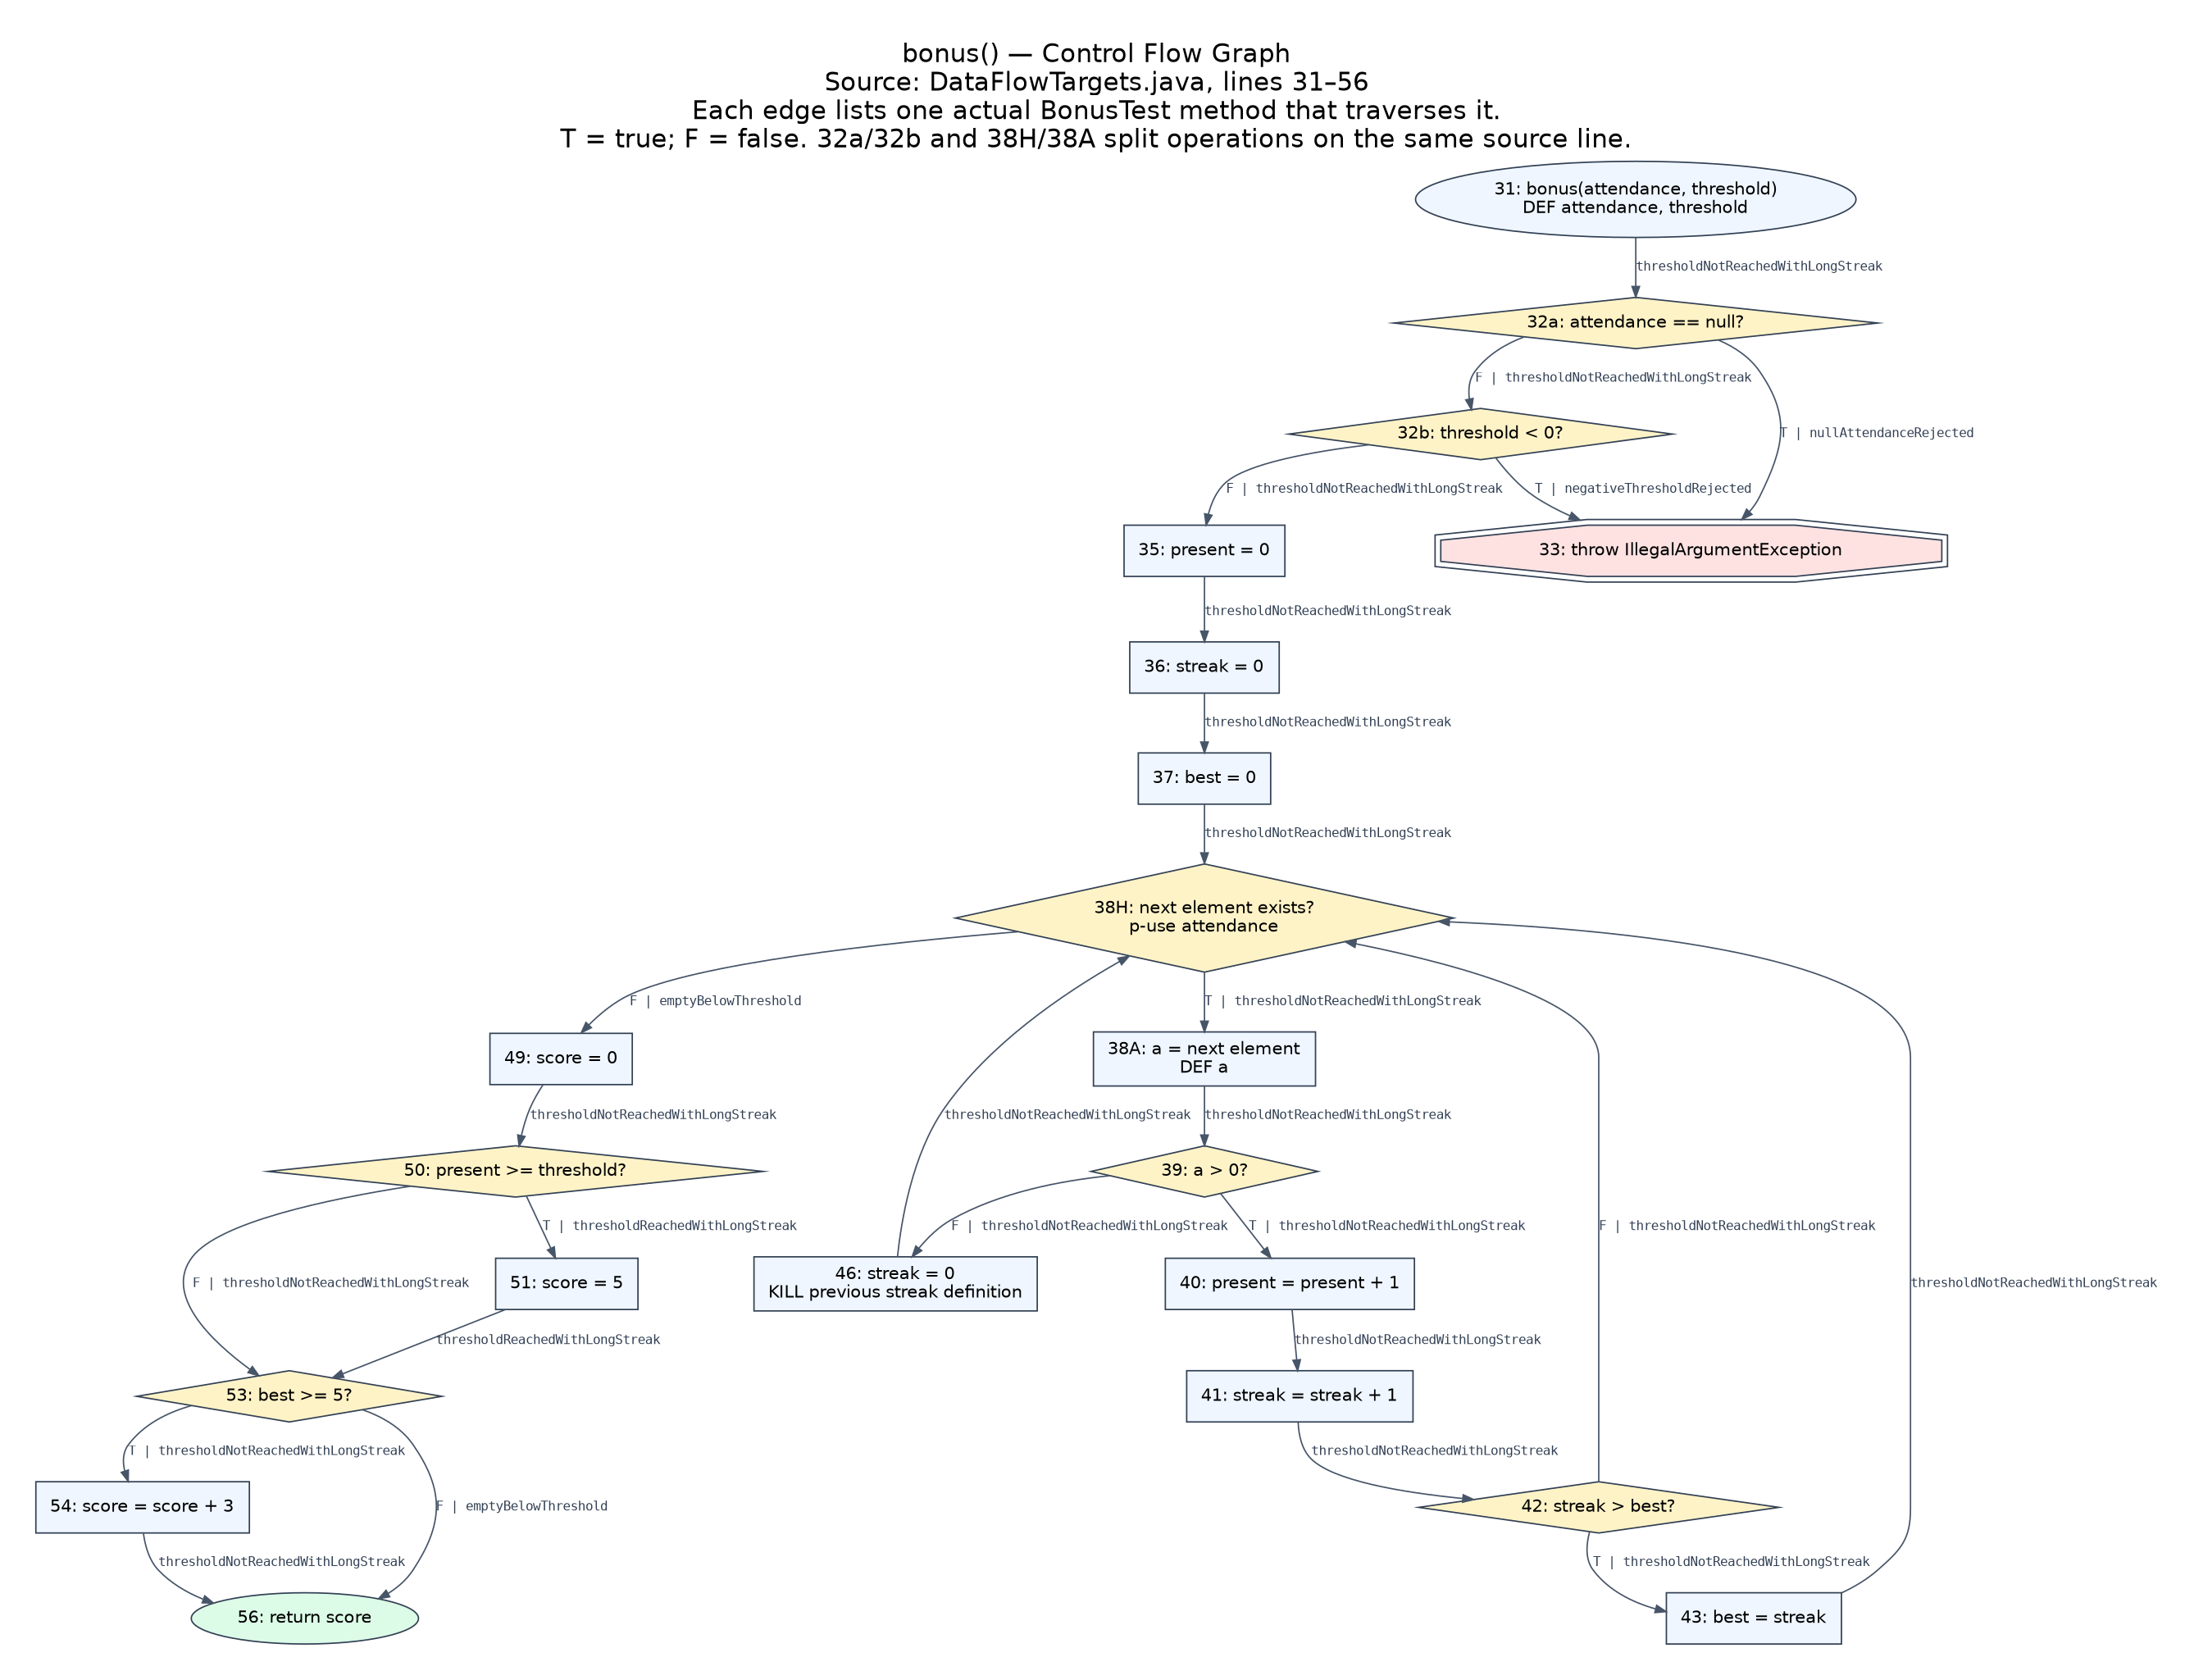 bonus() — Control Flow Graph
Source: DataFlowTargets.java, lines 31–56
Each edge lists one actual BonusTest method that traverses it.
T = true; F = false. 32a/32b and 38H/38A split operations on the same source line.
31: bonus(attendance, threshold)
DEF attendance, threshold
thresholdNotReachedWithLongStreak
32a: attendance == null?
F | thresholdNotReachedWithLongStreak
32b: threshold < 0?
T | nullAttendanceRejected
F | thresholdNotReachedWithLongStreak
T | negativeThresholdRejected
35: present = 0
33: throw IllegalArgumentException
thresholdNotReachedWithLongStreak
36: streak = 0
thresholdNotReachedWithLongStreak
37: best = 0
thresholdNotReachedWithLongStreak
38H: next element exists?
p-use attendance
F | emptyBelowThreshold
T | thresholdNotReachedWithLongStreak
49: score = 0
38A: a = next element
DEF a
thresholdNotReachedWithLongStreak
thresholdNotReachedWithLongStreak
thresholdNotReachedWithLongStreak
50: present >= threshold?
39: a > 0?
T | thresholdReachedWithLongStreak
F | thresholdNotReachedWithLongStreak
T | thresholdNotReachedWithLongStreak
F | thresholdNotReachedWithLongStreak
F | thresholdNotReachedWithLongStreak
51: score = 5
46: streak = 0
KILL previous streak definition
40: present = present + 1
thresholdNotReachedWithLongStreak
thresholdReachedWithLongStreak
thresholdNotReachedWithLongStreak
53: best >= 5?
41: streak = streak + 1
T | thresholdNotReachedWithLongStreak
thresholdNotReachedWithLongStreak
54: score = score + 3
F | emptyBelowThreshold
42: streak > best?
thresholdNotReachedWithLongStreak
T | thresholdNotReachedWithLongStreak
56: return score
43: best = streak